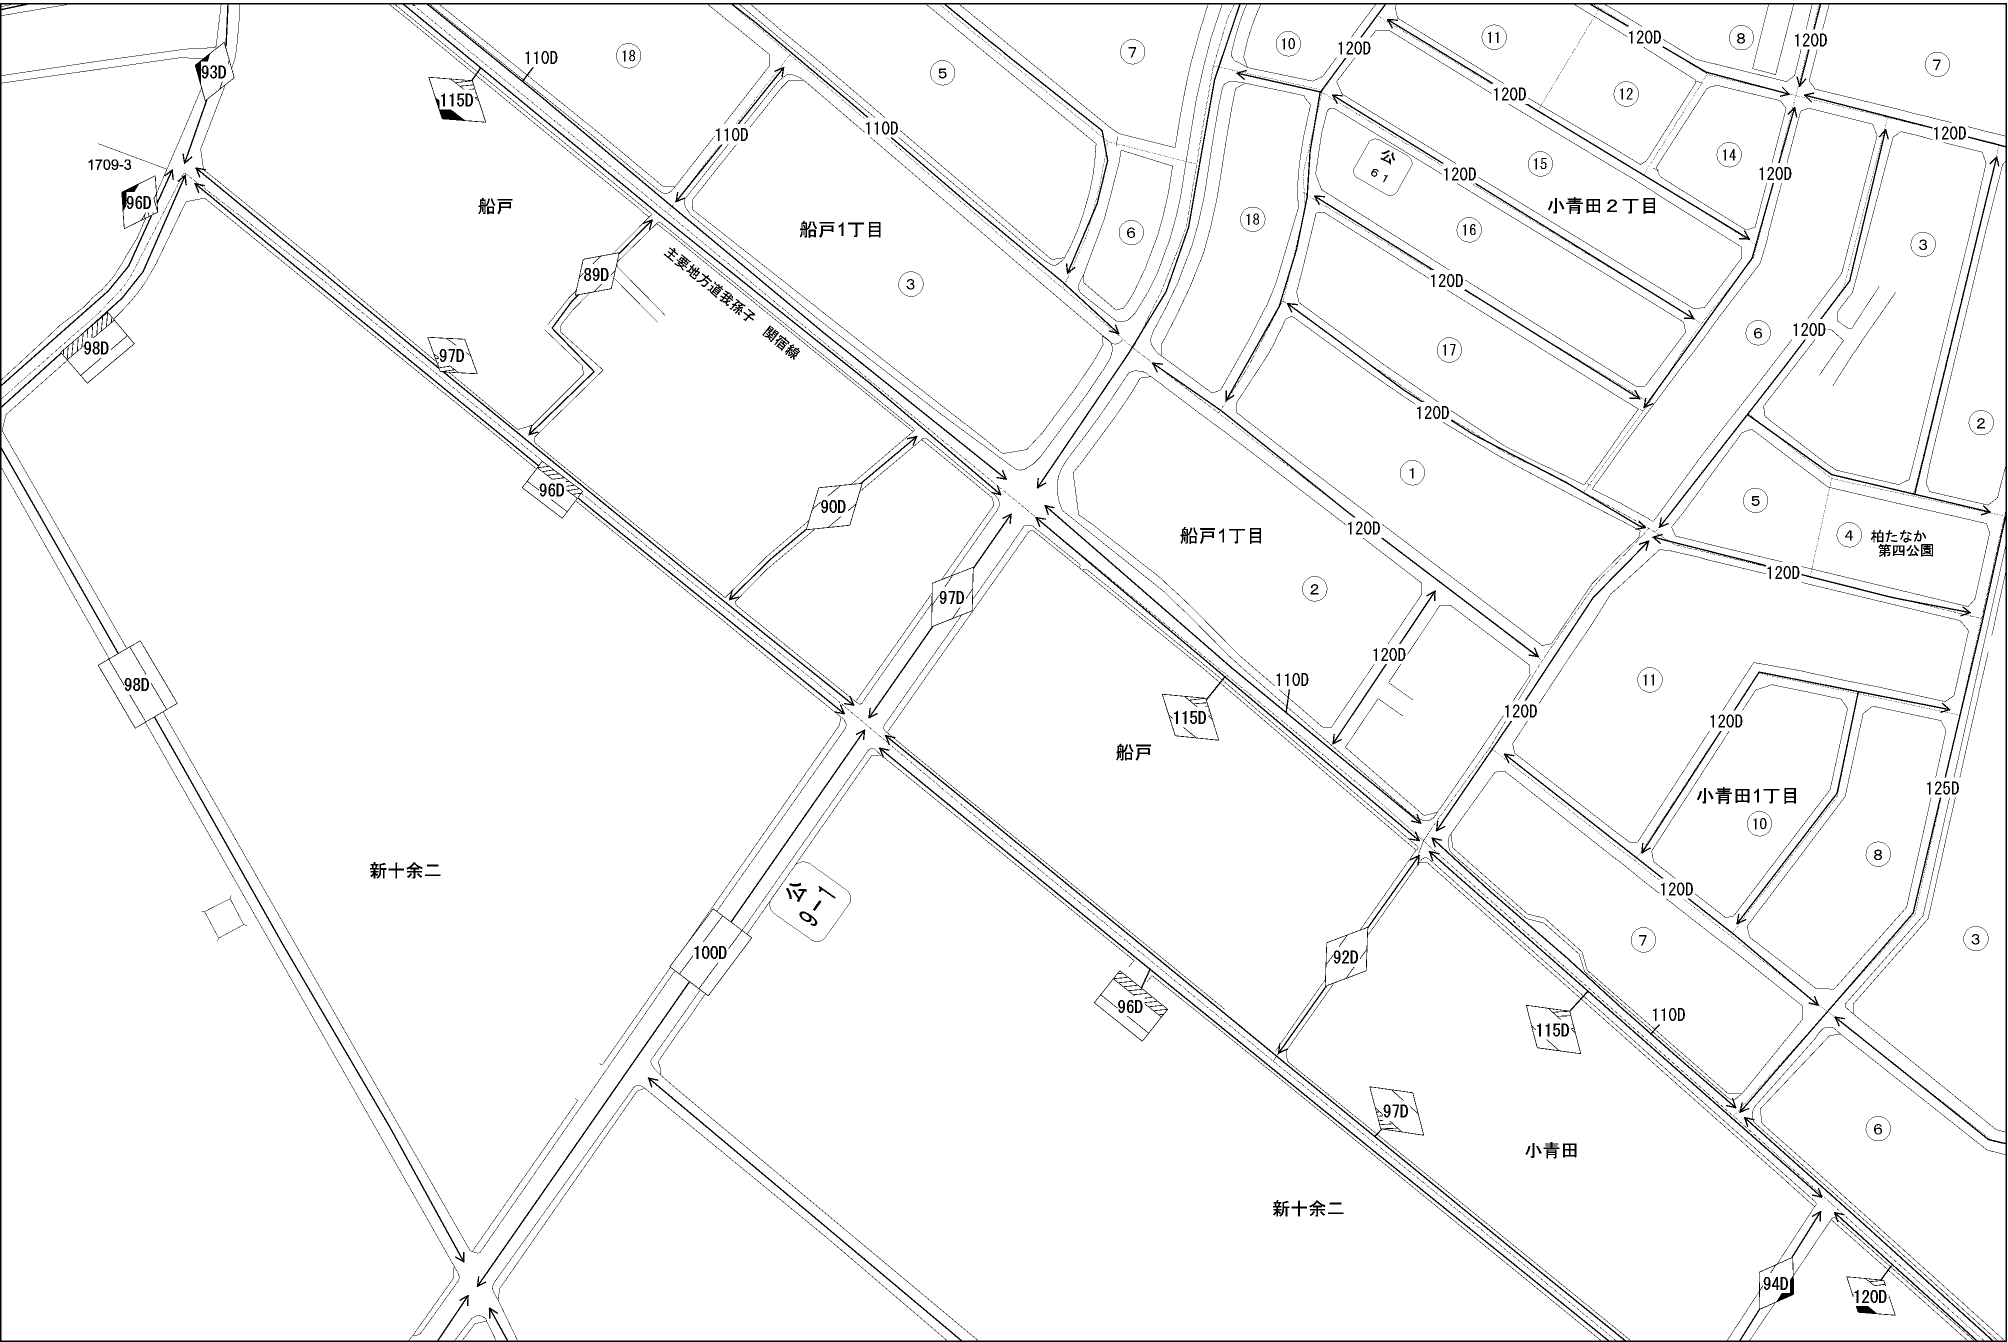 93D
115D
110D
⑱
⑤
⑦
⑩
120D
⑪
120D
⑧
120D
⑦
120D
⑫
110D
110D
120D
1709-3
公
61
120D
⑮
⑭
120D
96D
船戸
船戸1丁目
⑥
⑱
⑯
小青田2丁目
③
89D
主要地方道我孫子 関宿線
③
120D
98D
97D
⑰
⑥
120D
120D
②
96D
90D
①
⑤
船戸1丁目
120D
④
柏たなか
第四公園
97D
②
120D
98D
120D
110D
⑪
115D
120D
120D
船戸
125D
小青田1丁目
⑩
⑧
新十余二
公
1-9
120D
100D
92D
⑦
③
96D
110D
115D
97D
⑥
小青田
新十余二
94D
120D